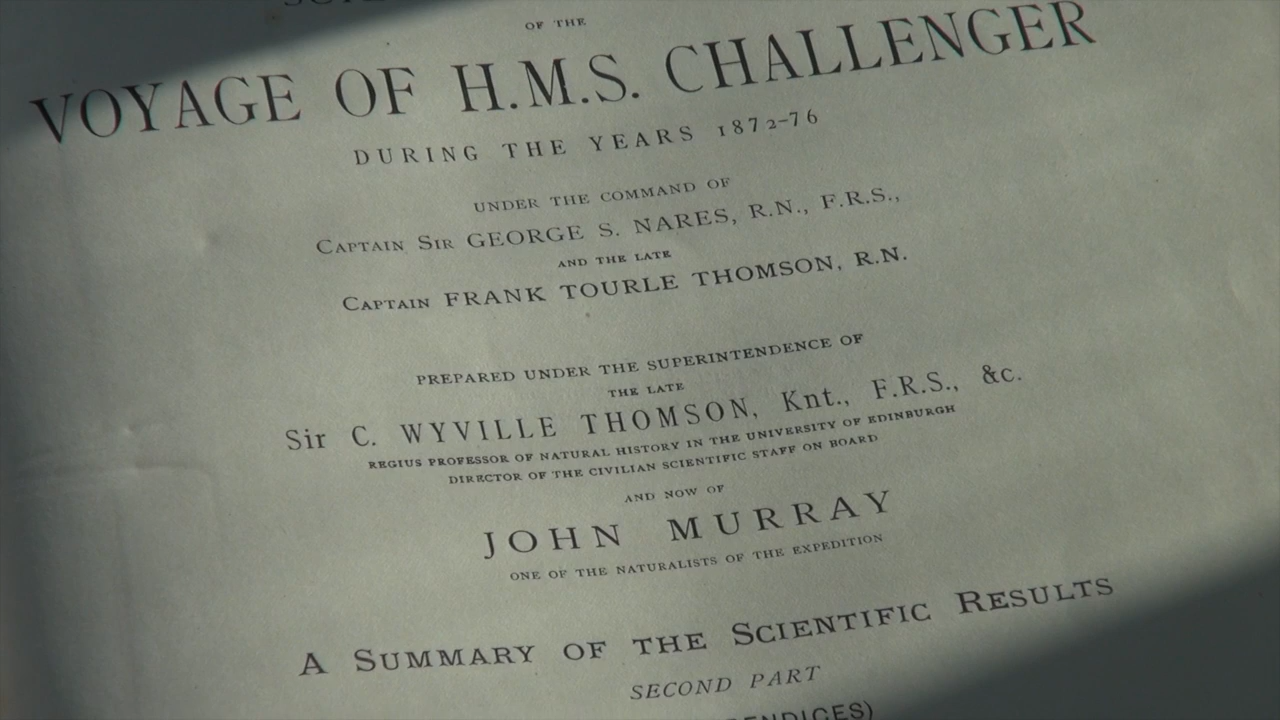 OF THE
VOYAGE OF H.M.S. CHALLENGER
DURING THE YEARS 1872-76
UNDER THE COMMAND OF
CAPTAIN SIR GEORGE S. NARES, R.N., F.R.S.,
AND THE LATE
CAPTAIN FRANK TOURLE THOMSON, R.N.
PREPARED UNDER THE SUPERINTENDENCE OF
THE LATE
Sir C. WYVILLE THOMSON, Knt., F.R.S., &c.
REGIUS PROFESSOR OF NATURAL HISTORY IN THE UNIVERSITY OF EDINBURGH
DIRECTOR OF THE CIVILIAN SCIENTIFIC STAFF ON BOARD
AND NOW OF
JOHN MURRAY
ONE OF THE NATURALISTS OF THE EXPEDITION
A SUMMARY OF THE SCIENTIFIC RESULTS
SECOND PART